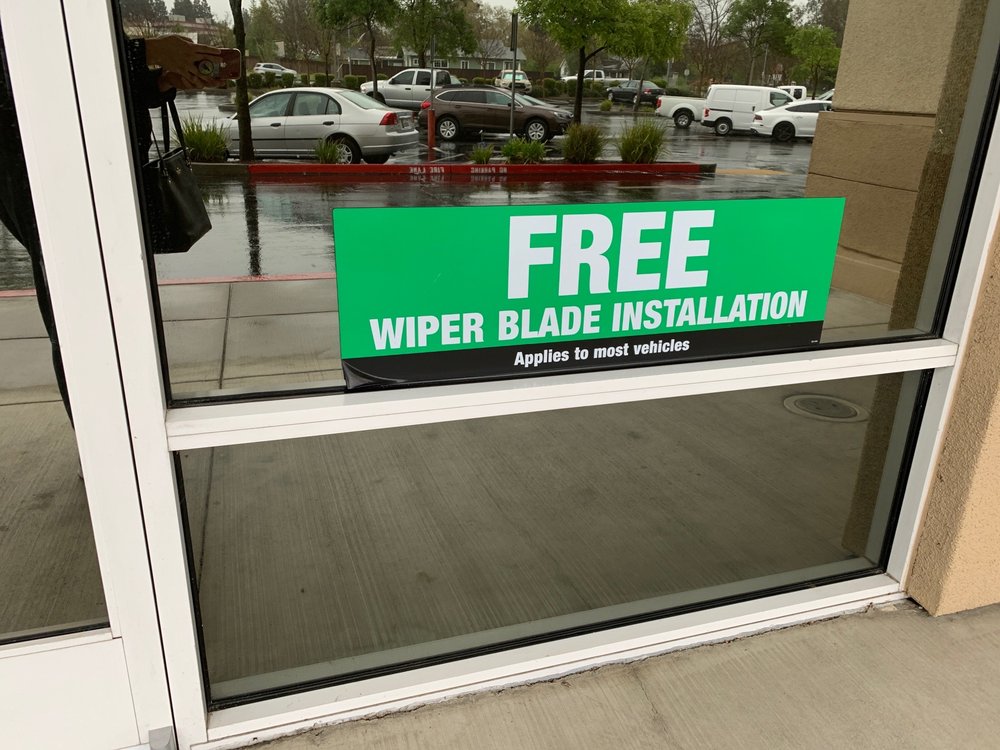 FREE
WIPER BLADE INSTALLATION
Applies to most vehicles